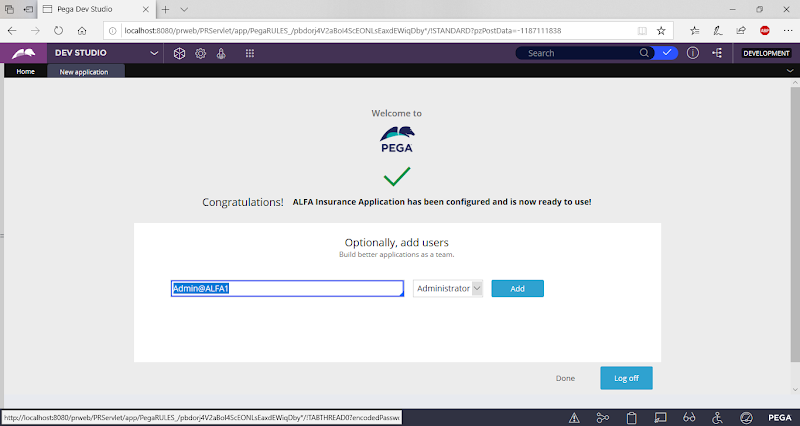 Pega Dev Studio
localhost:8080/prweb/PRServlet/app/PegaRULES_/pbdorj4V2aBol4ScEONLsEaxdEWiqDby*/!STANDARD?pzPostData=-1187111838
DEV STUDIO
Search
DEVELOPMENT
Home
New application
Welcome to
PEGA
Congratulations! ALFA Insurance Application has been configured and is now ready to use!
Optionally, add users
Build better applications as a team.
Admin@ALFA1
Administrator
Add
Done
Log off
http://localhost:8080/prweb/PRServlet/app/PegaRULES_/pbdorj4V2aBol4ScEONLsEaxdEWiqDby*/!TABTHREAD0?encodedPassw
PEGA